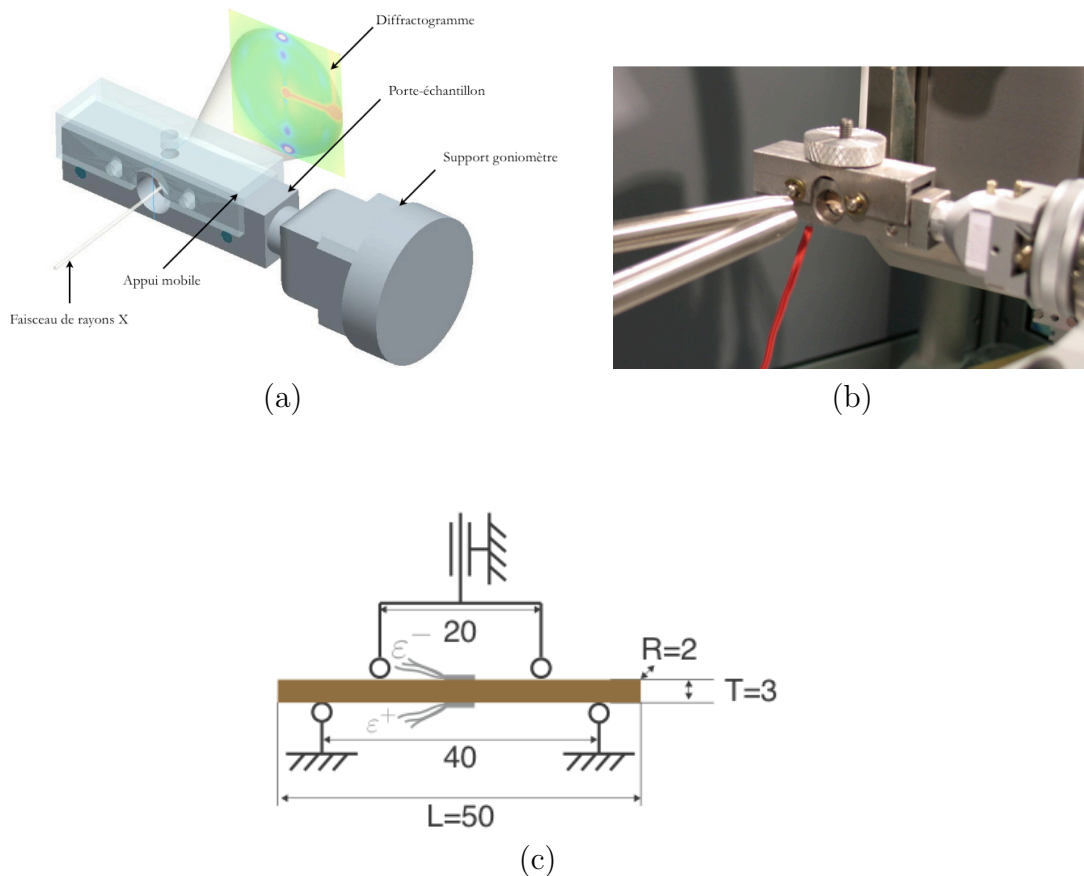 Diffractogramme
Porte-échantillon
Support goniomètre
Appui mobile
Faisceau de rayons X
(a)
(b)
20
ε−
R=2
T=3
ε+
40
L=50
(c)